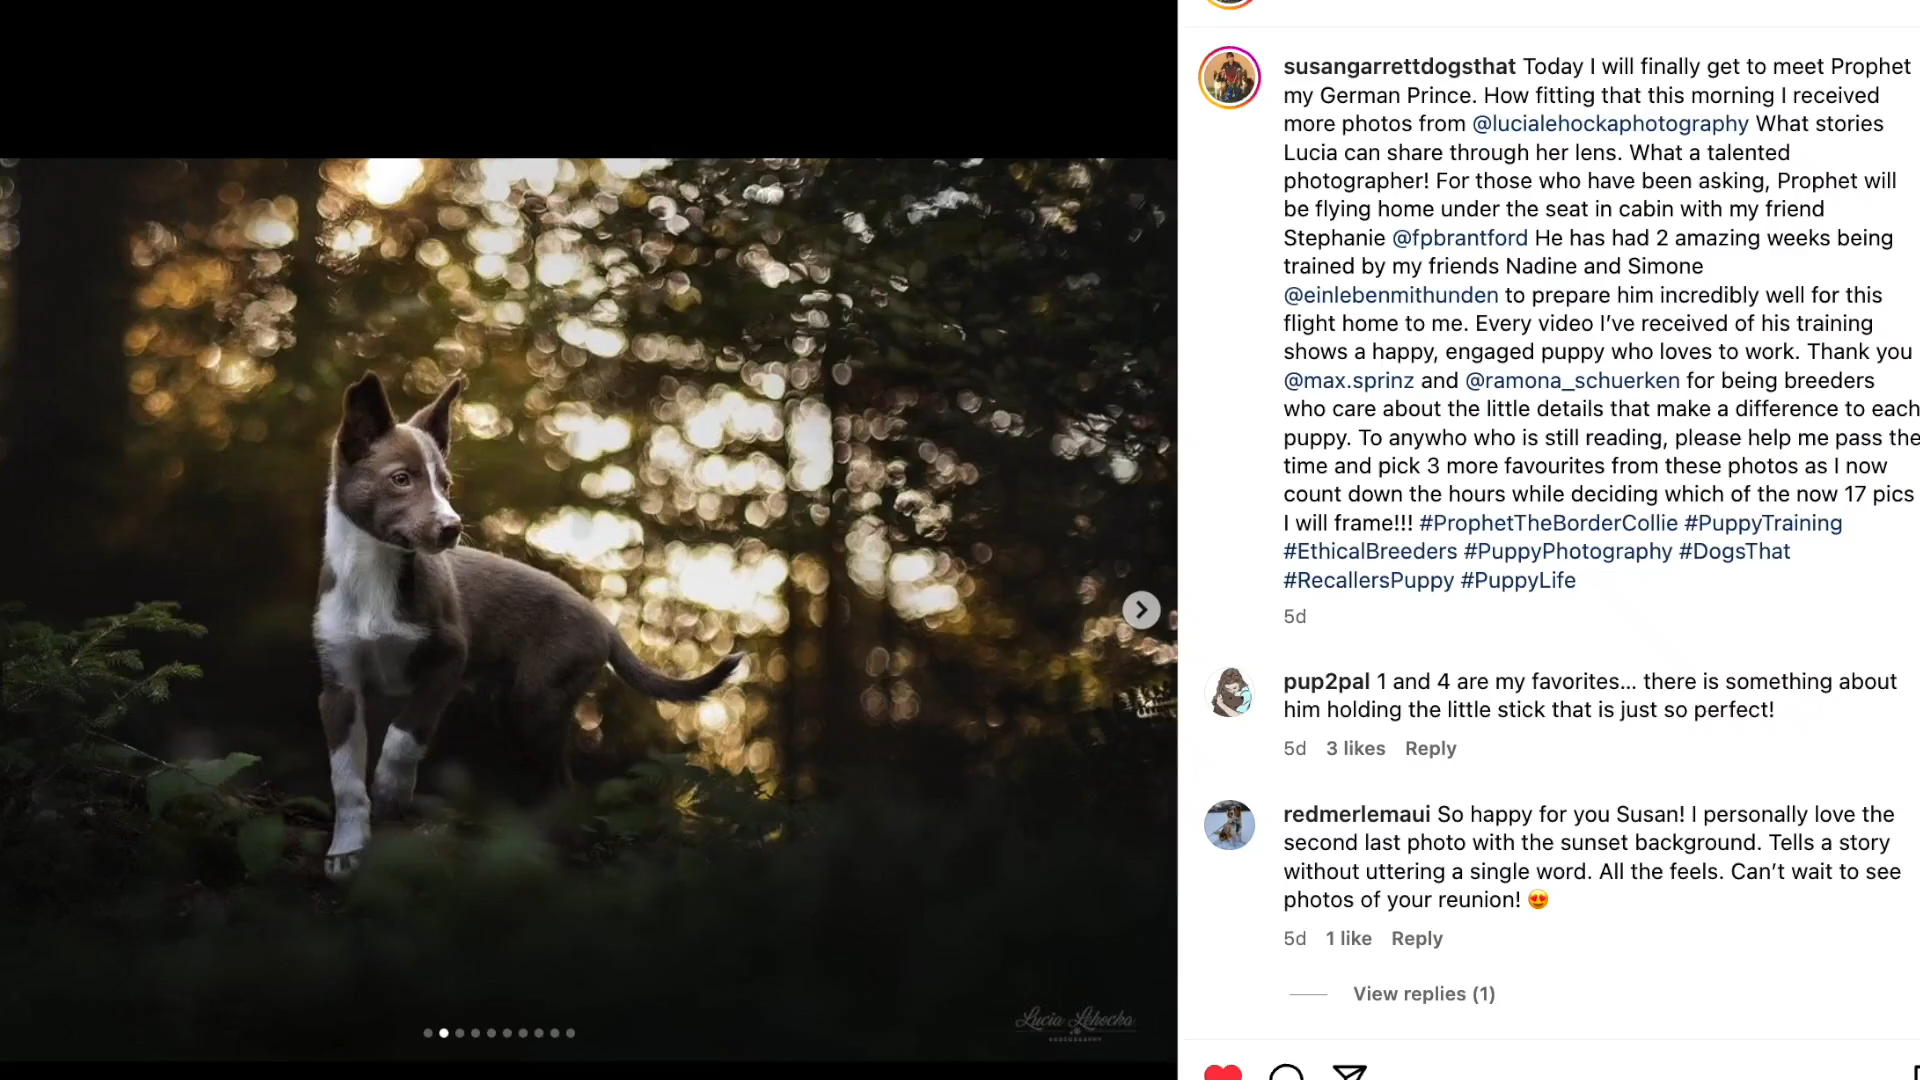 susangarrettdogsthat Today I will finally get to meet Prophet
my German Prince. How fitting that this morning I received
more photos from @lucialehockaphotography What stories
Lucia can share through her lens. What a talented
photographer! For those who have been asking, Prophet will
be flying home under the seat in cabin with my friend
Stephanie @fpbrantford He has had 2 amazing weeks being
trained by my friends Nadine and Simone
@einlebenmithunden to prepare him incredibly well for this
flight home to me. Every video I’ve received of his training
shows a happy, engaged puppy who loves to work. Thank you
@max.sprinz and @ramona_schuerken for being breeders
who care about the little details that make a difference to each
puppy. To anywho who is still reading, please help me pass the
time and pick 3 more favourites from these photos as I now
count down the hours while deciding which of the now 17 pics
I will frame!!! #ProphetTheBorderCollie #PuppyTraining
#EthicalBreeders #PuppyPhotography #DogsThat
#RecallersPuppy #PuppyLife
5d
pup2pal 1 and 4 are my favorites... there is something about
him holding the little stick that is just so perfect!
5d 3 likes Reply
redmerlemaui So happy for you Susan! I personally love the
second last photo with the sunset background. Tells a story
without uttering a single word. All the feels. Can’t wait to see
photos of your reunion! 😍
5d 1 like Reply
View replies (1)
Lucia Lehocka